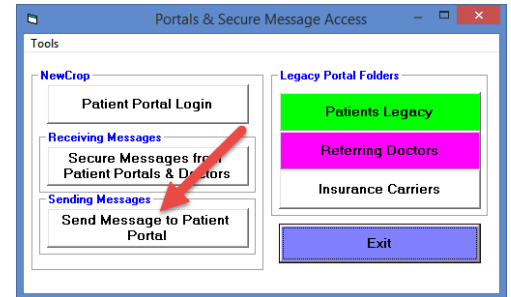 Portals & Secure Message Access
Tools
NewCrop
Patient Portal Login
Receiving Messages
Secure Messages from
Patient Portals & Doctors
Sending Messages
Send Message to Patient
Portal
Legacy Portal Folders
Patients Legacy
Referring Doctors
Insurance Carriers
Exit